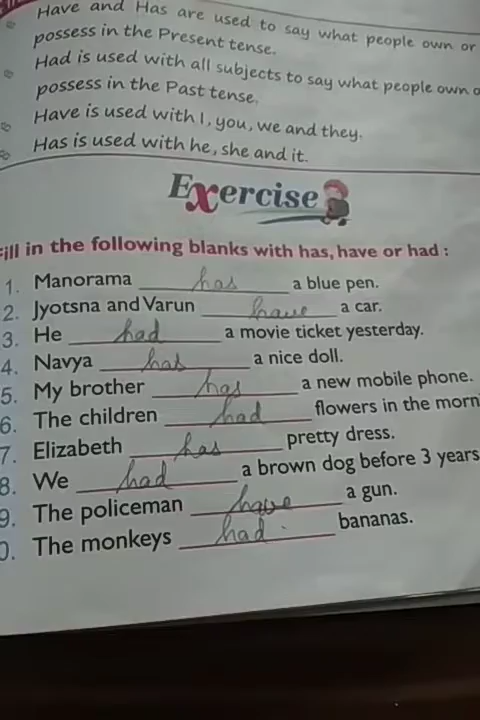 Have and Has are used to say what people own or
possess in the Present tense.
Had is used with all subjects to say what people own o
possess in the Past tense.
Have is used with I, you, we and they.
Has is used with he, she and it.
Exercise
ill in the following blanks with has, have or had :
1. Manorama has a blue pen.
2. Jyotsna and Varun have a car.
3. He had a movie ticket yesterday.
4. Navya has a nice doll.
5. My brother has a new mobile phone.
6. The children had flowers in the morn
7. Elizabeth has pretty dress.
8. We had a brown dog before 3 years
9. The policeman have a gun.
0. The monkeys had. bananas.